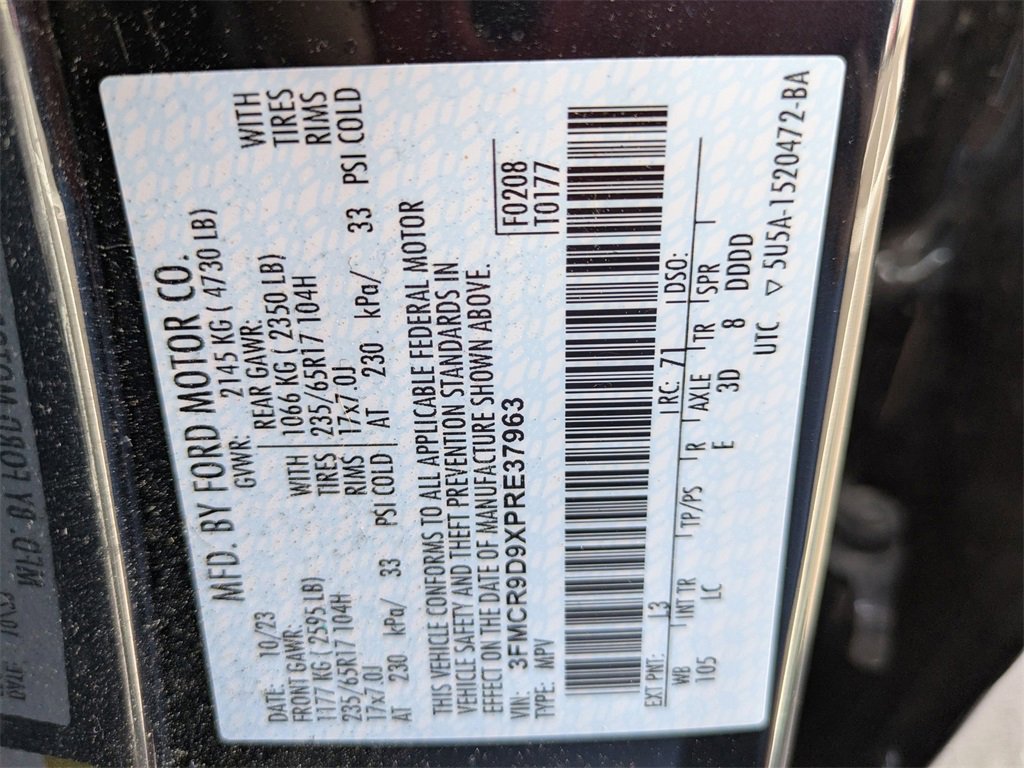 MFD. BY FORD MOTOR CO.
DATE: 10/23 GVWR: 2145 KG ( 4730 LB)
FRONT GAWR: REAR GAWR:
1177 KG ( 2595 LB) WITH 1066 KG ( 2350 LB) WITH
235/65R17 104H TIRES 235/65R17 104H TIRES
17x7.0J RIMS 17x7.0J RIMS
AT 230 kPa/ 33 PSI COLD AT 230 kPa/ 33 PSI COLD
THIS VEHICLE CONFORMS TO ALL APPLICABLE FEDERAL MOTOR
VEHICLE SAFETY AND THEFT PREVENTION STANDARDS IN
EFFECT ON THE DATE OF MANUFACTURE SHOWN ABOVE.
VIN: 3FMCR9D9XPRE37963 F0208
TYPE: MPV T0177
EXT PNT: J3 RC: 71 DSO:
WB INT TR TP/PS R AXLE TR SPR
105 LC E 3D 8 DDDD
UTC ▽ 5U5A-1520472-BA